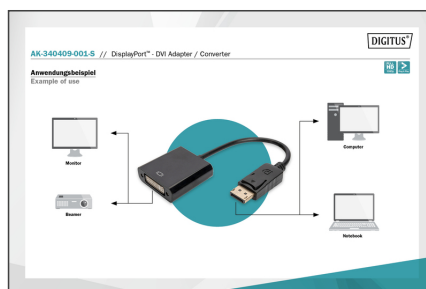 DIGITUS®
AK-340409-001-S // DisplayPort™ - DVI Adapter / Converter
Anwendungsbeispiel
Example of use
Monitor
Computer
Beamer
Notebook